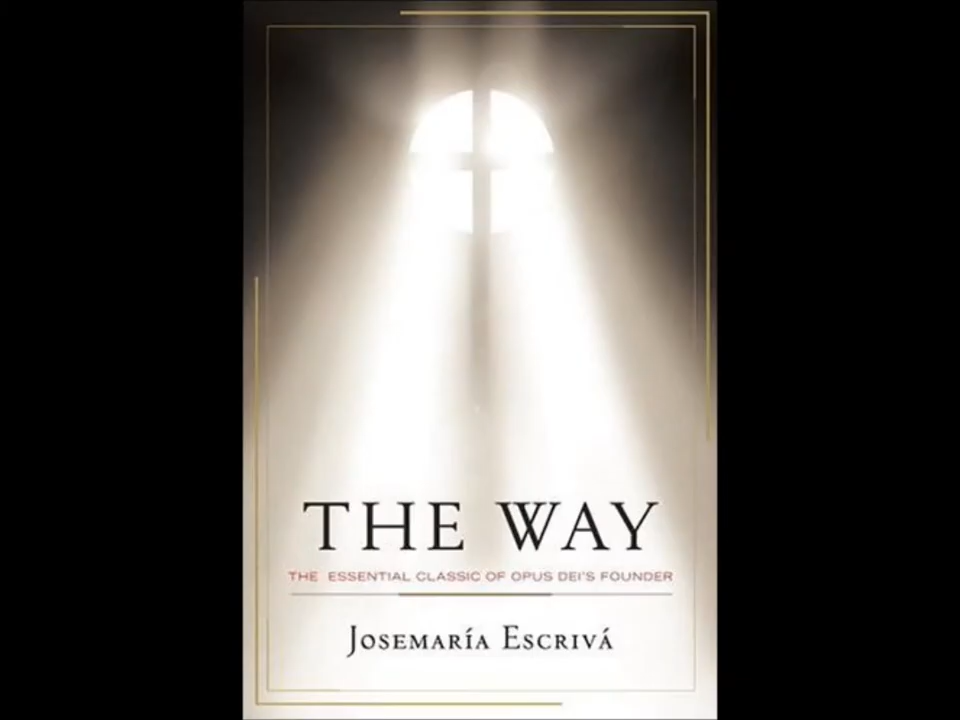 THE WAY
THE ESSENTIAL CLASSIC OF OPUS DEI'S FOUNDER
JOSEMARÍA ESCRIVÁ